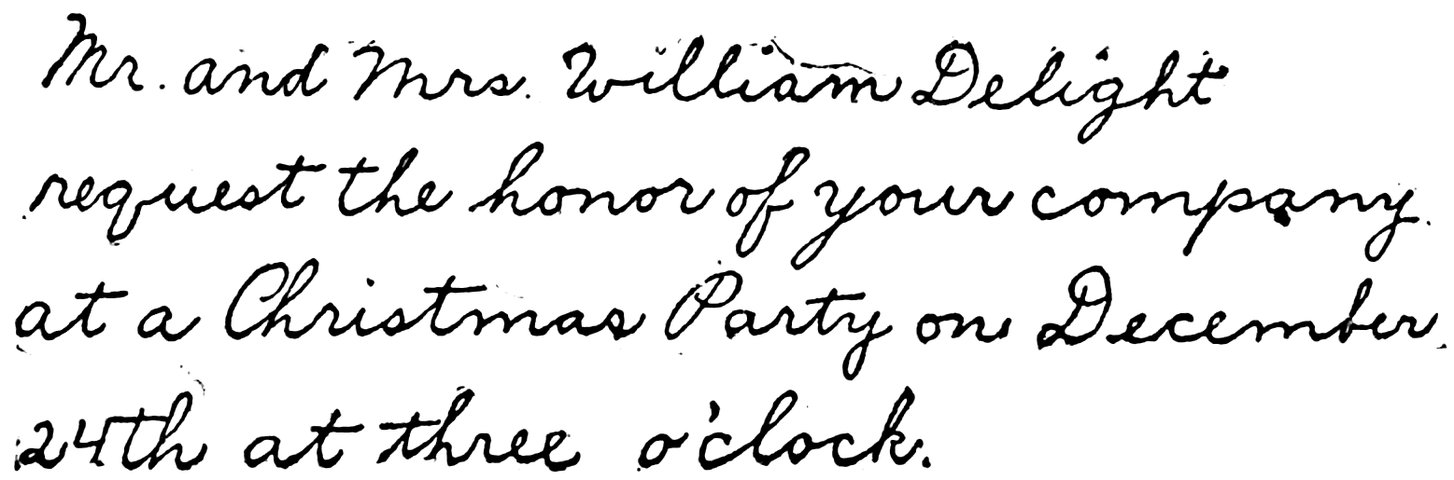 Mr. and Mrs. William Delight
request the honor of your company
at a Christmas Party on December
24th at three o'clock.